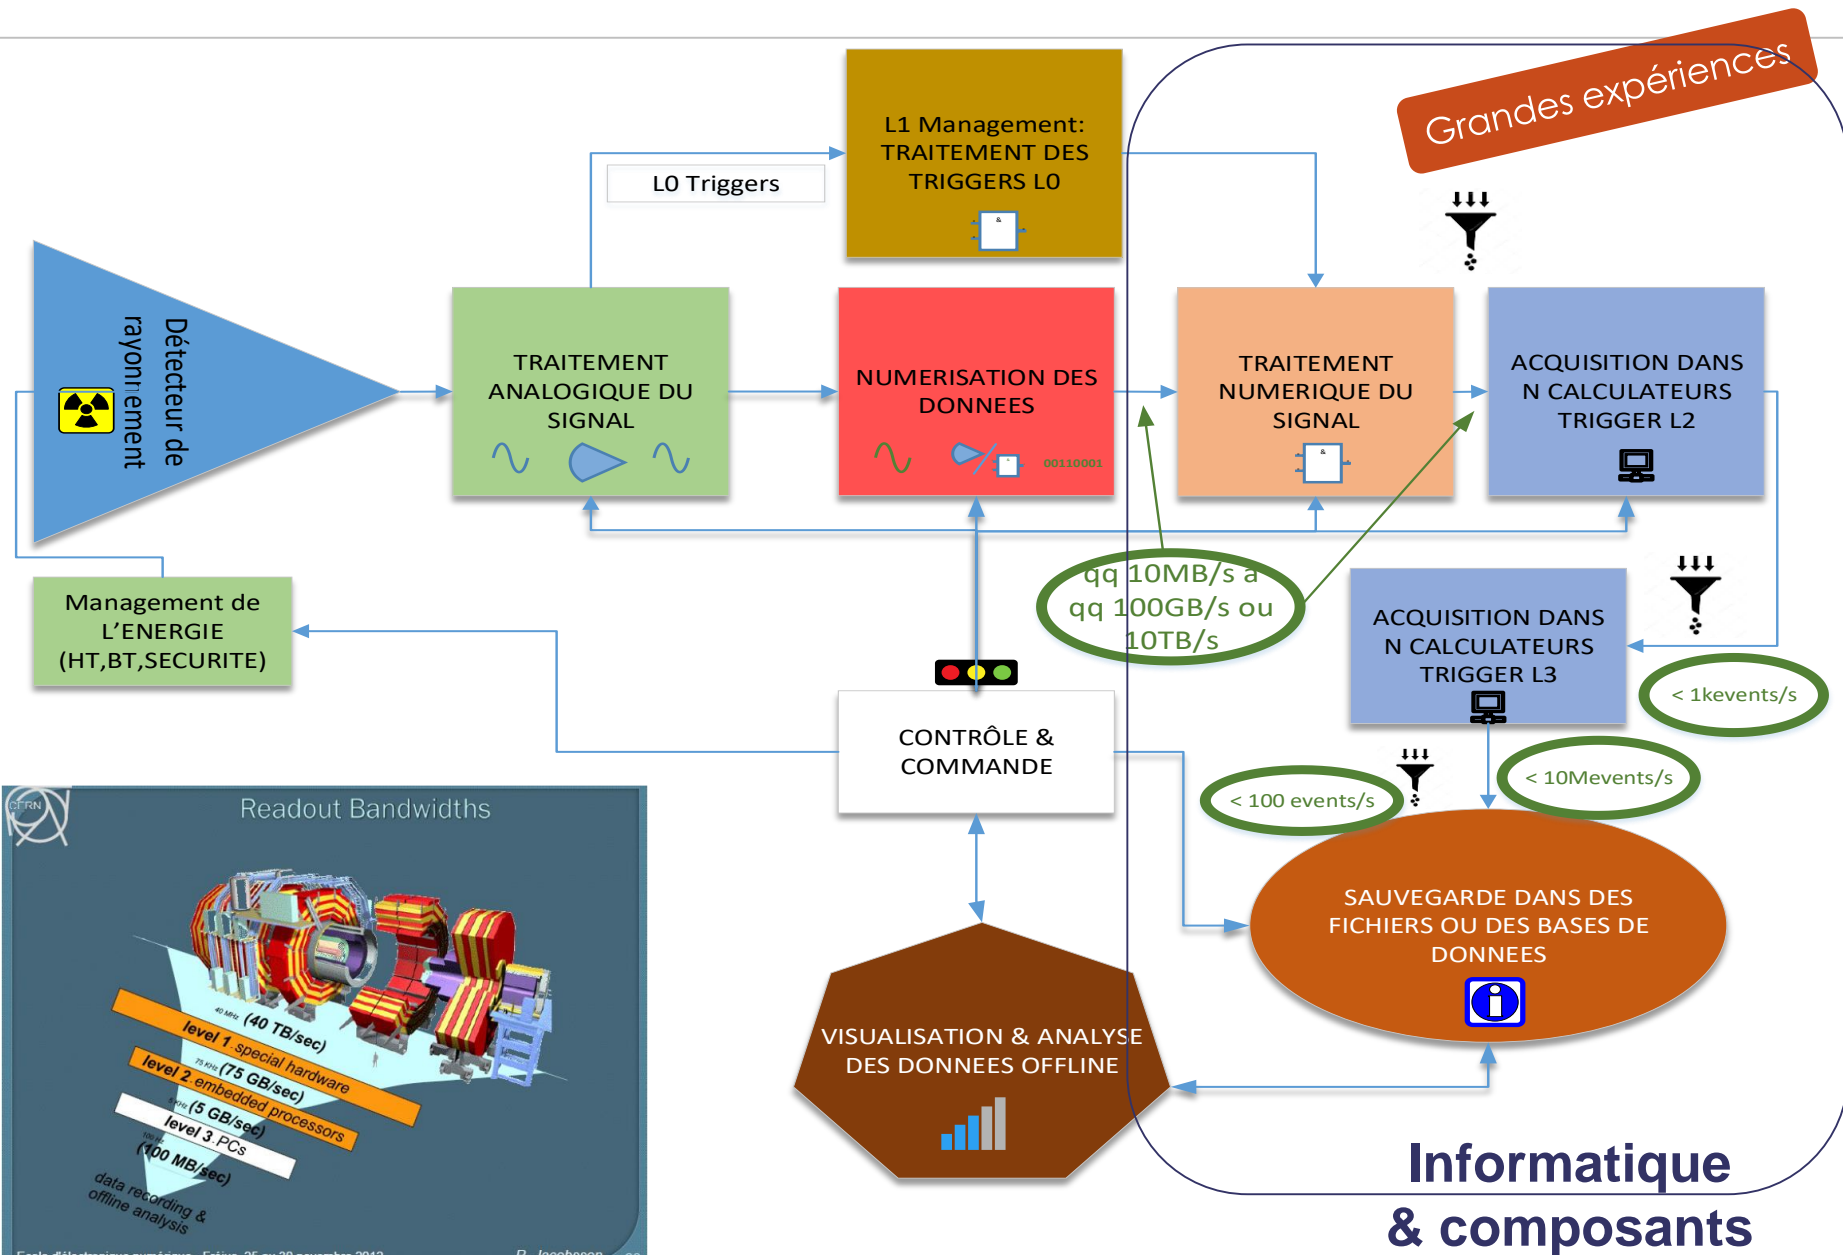 Grandes expériences
L1 Management:
TRAITEMENT DES
TRIGGERS L0
&
L0 Triggers
Détecteur de
rayonnement
TRAITEMENT
ANALOGIQUE DU
SIGNAL
NUMERISATION DES
DONNEES
00110001
TRAITEMENT
NUMERIQUE DU
SIGNAL
&
ACQUISITION DANS
N CALCULATEURS
TRIGGER L2
Management de
L’ENERGIE
(HT,BT,SECURITE)
qq 10MB/s a
qq 100GB/s ou
10TB/s
ACQUISITION DANS
N CALCULATEURS
TRIGGER L3
< 1kevents/s
CONTRÔLE &
COMMANDE
< 10Mevents/s
< 100 events/s
SAUVEGARDE DANS DES
FICHIERS OU DES BASES DE
DONNEES
VISUALISATION & ANALYSE
DES DONNEES OFFLINE
Informatique
& composants
CERN
Readout Bandwidths
40 MHz (40 TB/sec)
level 1 - special hardware
75 KHz (75 GB/sec)
level 2 - embedded processors
5 KHz (5 GB/sec)
level 3 - PCs
100 Hz
(100 MB/sec)
data recording &
offline analysis